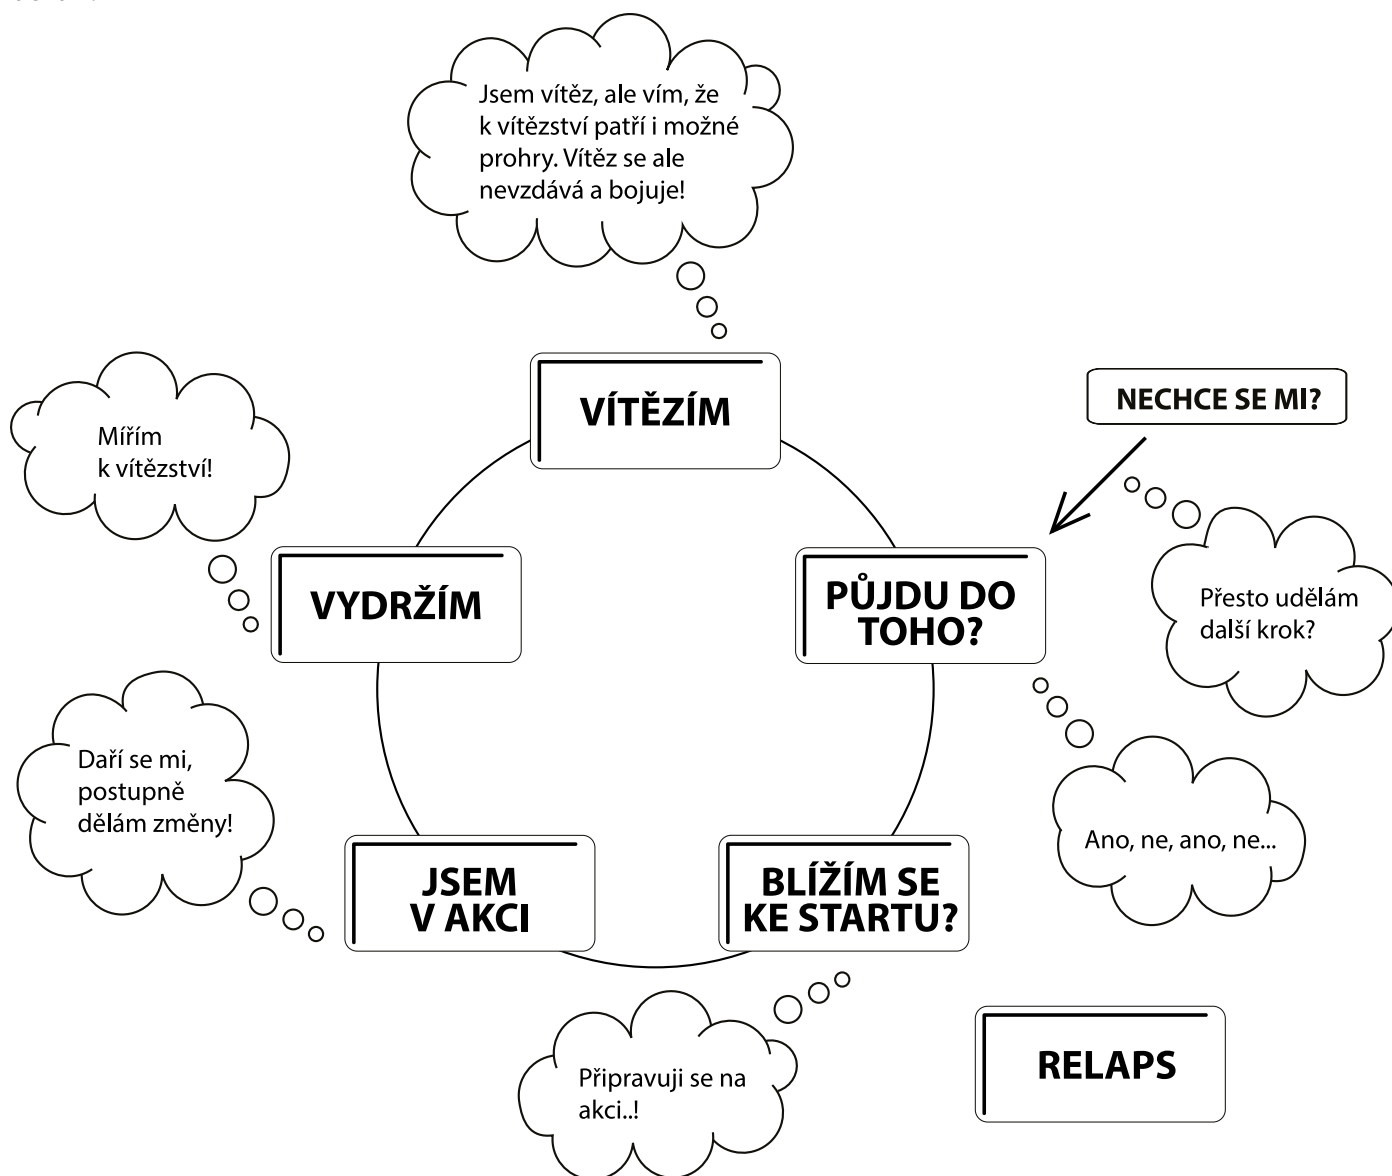 Jsem vítěz, ale vím, že
k vítězství patří i možné
prohry. Vítěz se ale
nevzdává a bojuje!
VÍTĚZÍM
NECHCE SE MI?
Mířím
k vítězství!
VYDRŽÍM
PŮJDU DO
TOHO?
Přesto udělám
další krok?
Daří se mi,
postupně
dělám změny!
Ano, ne, ano, ne...
JSEM
V AKCI
BLÍŽÍM SE
KE STARTU?
Připravuji se na
akci..!
RELAPS